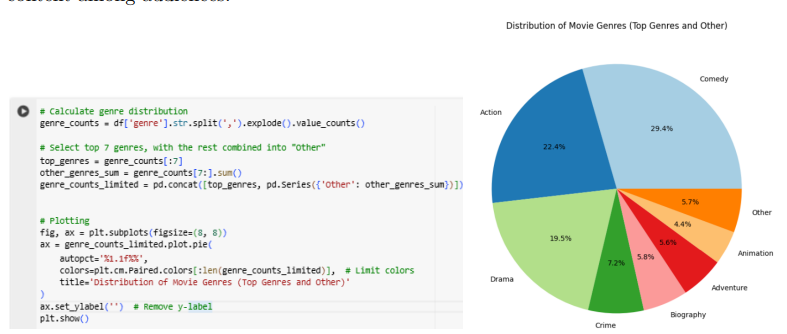 content among audiences.
# Calculate genre distribution
genre_counts = df['genre'].str.split(',').explode().value_counts()
# Select top 7 genres, with the rest combined into "Other"
top_genres = genre_counts[:7]
other_genres_sum = genre_counts[7:].sum()
genre_counts_limited = pd.concat([top_genres, pd.Series({'Other': other_genres_sum})])
# Plotting
fig, ax = plt.subplots(figsize=(8, 8))
ax = genre_counts_limited.plot.pie(
autopct='%1.1f%%',
colors=plt.cm.Paired.colors[:len(genre_counts_limited)],  # Limit colors
title='Distribution of Movie Genres (Top Genres and Other)'
)
ax.set_ylabel('')  # Remove y-label
plt.show()
Distribution of Movie Genres (Top Genres and Other)
Comedy
29.4%
Action
22.4%
Drama
19.5%
Crime
7.2%
Biography
5.8%
Adventure
5.6%
Animation
4.4%
Other
5.7%